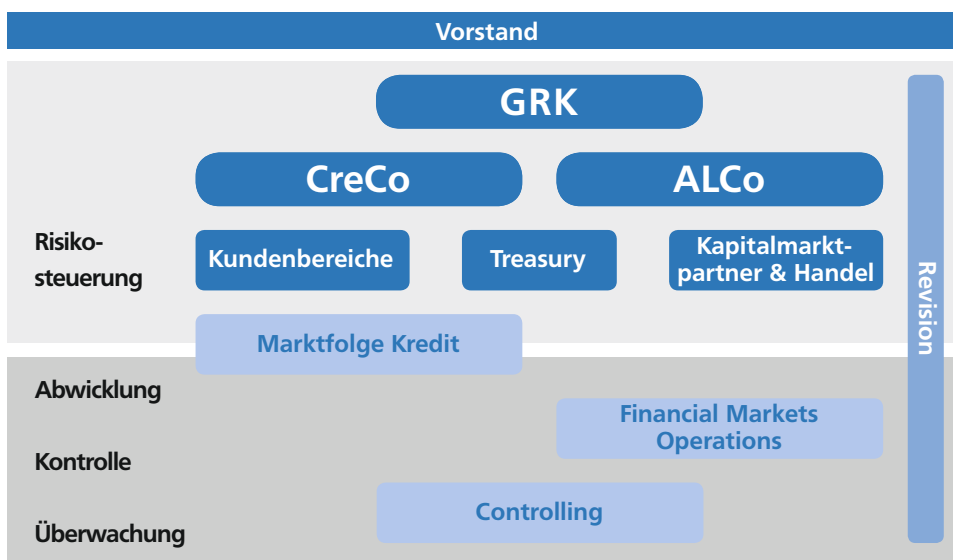 Vorstand
GRK
CreCo
ALCo
Risiko-
steuerung
Kundenbereiche
Treasury
Kapitalmarkt-
partner & Handel
Revision
Marktfolge Kredit
Abwicklung
Financial Markets
Operations
Kontrolle
Controlling
Überwachung